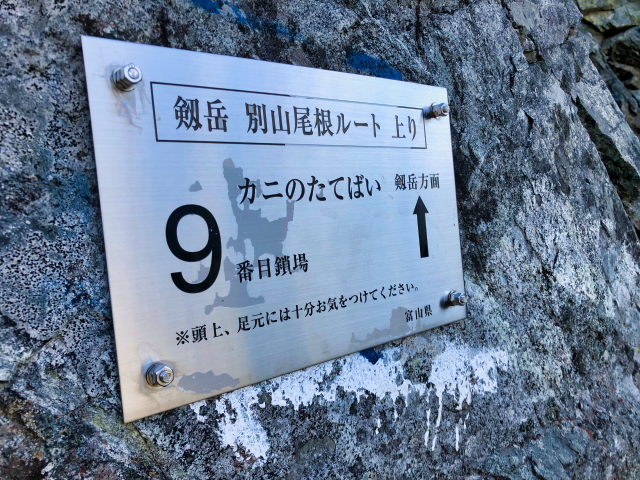 剱岳 別山尾根ルート 上り
カニのたてばい 剱岳方面
9番目鎖場
※頭上、足元には十分お気をつけてください。
富山県